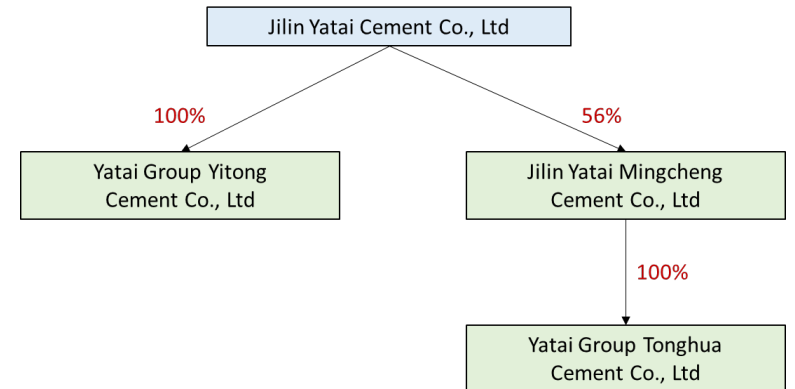 Jilin Yatai Cement Co., Ltd
100%
56%
Yatai Group Yitong
Cement Co., Ltd
Jilin Yatai Mingcheng
Cement Co., Ltd
100%
Yatai Group Tonghua
Cement Co., Ltd